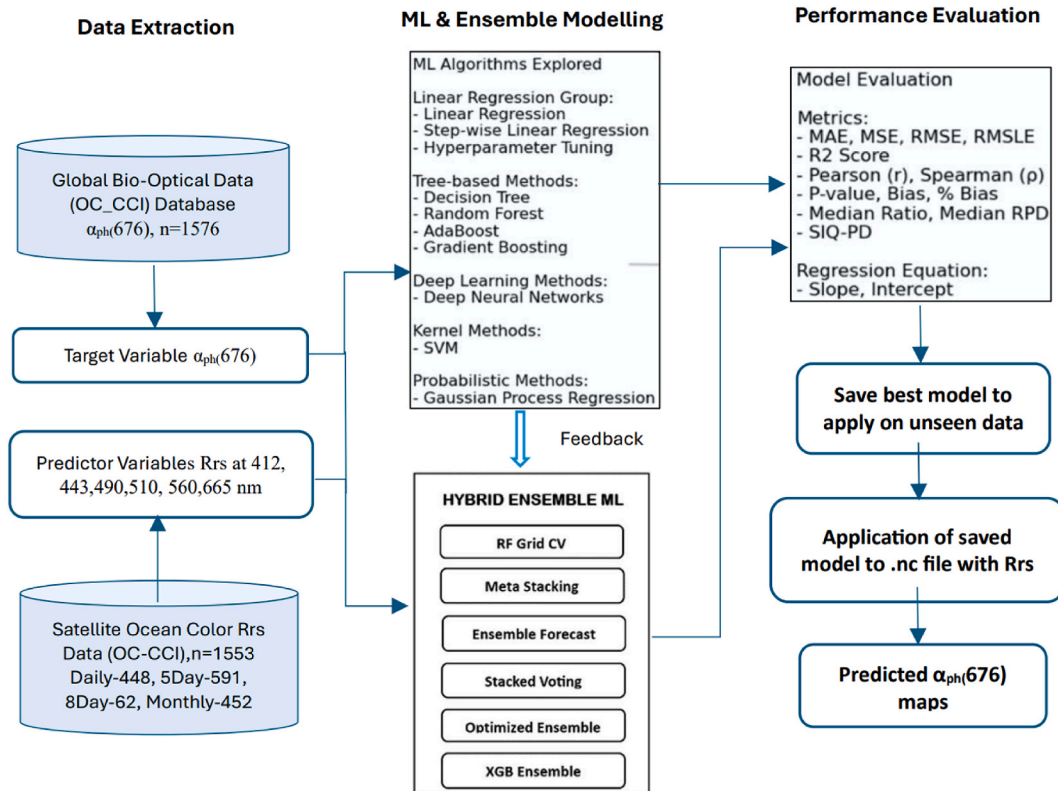 Data Extraction
Global Bio-Optical Data
(OC_CCI) Database
αph(676), n=1576
Target Variable αph(676)
Predictor Variables Rrs at 412,
443,490,510, 560,665 nm
Satellite Ocean Color Rrs
Data (OC-CCI),n=1553
Daily-448, 5Day-591,
8Day-62, Monthly-452
ML & Ensemble Modelling
ML Algorithms Explored
Linear Regression Group:
- Linear Regression
- Step-wise Linear Regression
- Hyperparameter Tuning
Tree-based Methods:
- Decision Tree
- Random Forest
- AdaBoost
- Gradient Boosting
Deep Learning Methods:
- Deep Neural Networks
Kernel Methods:
- SVM
Probabilistic Methods:
- Gaussian Process Regression
Feedback
HYBRID ENSEMBLE ML
RF Grid CV
Meta Stacking
Ensemble Forecast
Stacked Voting
Optimized Ensemble
XGB Ensemble
Performance Evaluation
Model Evaluation
Metrics:
- MAE, MSE, RMSE, RMSLE
- R2 Score
- Pearson (r), Spearman (ρ)
- P-value, Bias, % Bias
- Median Ratio, Median RPD
- SIQ-PD
Regression Equation:
- Slope, Intercept
Save best model to
apply on unseen data
Application of saved
model to .nc file with Rrs
Predicted αph(676)
maps